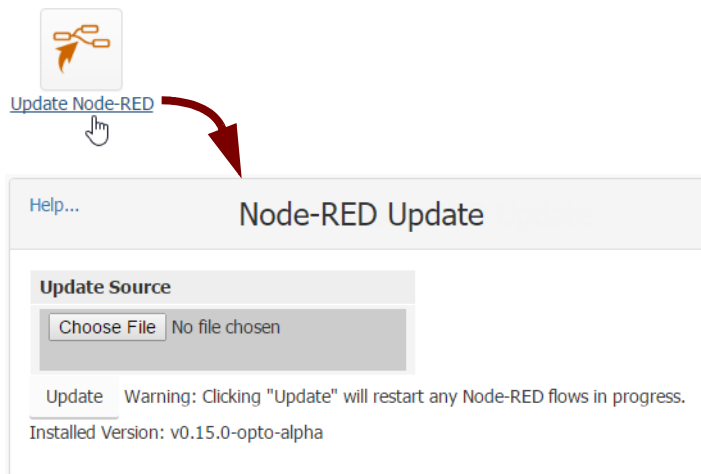 Update Node-RED
Help...
Node-RED Update
Update Source
Choose File No file chosen
Update Warning: Clicking "Update" will restart any Node-RED flows in progress.
Installed Version: v0.15.0-opto-alpha